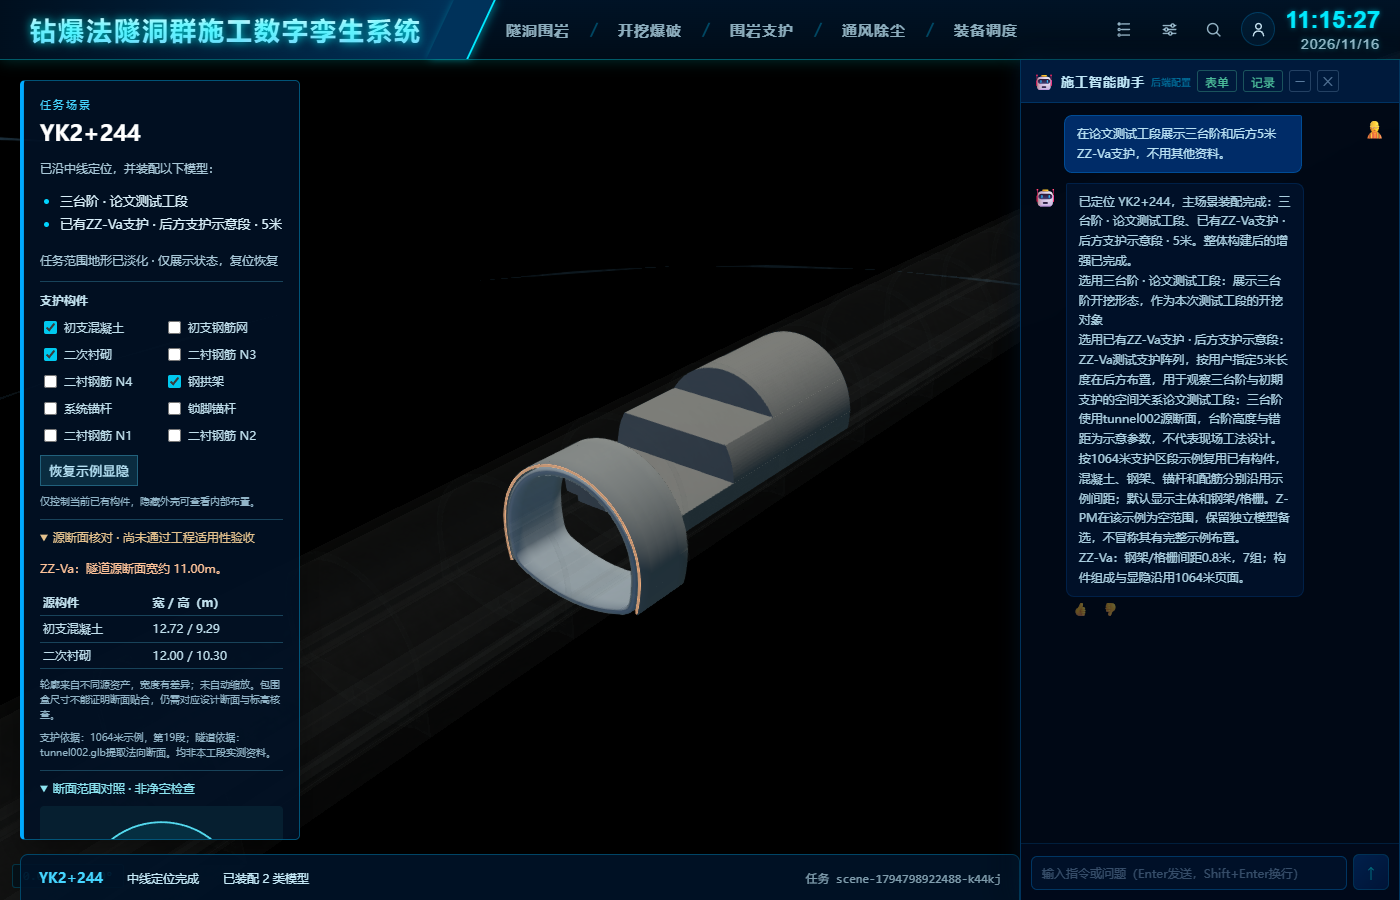 钻爆法隧洞群施工数字孪生系统
隧洞围岩 / 开挖爆破 / 围岩支护 / 通风除尘 / 装备调度
11:15:27
2026/11/16
任务场景
YK2+244
已沿中线定位，并装配以下模型：
三台阶 · 论文测试工段
已有ZZ-Va支护 · 后方支护示意段 · 5米
任务范围地形已淡化 · 仅展示状态，复位恢复
支护构件
初支混凝土 初支钢筋网
二次衬砌 二衬钢筋 N3
二衬钢筋 N4 钢拱架
系统锚杆 锁脚锚杆
二衬钢筋 N1 二衬钢筋 N2
恢复示例显隐
仅控制当前已有构件，隐藏外壳可查看内部布置。
▼ 源断面核对 · 尚未通过工程适用性验收
ZZ-Va：隧道源断面宽约 11.00m。
源构件 宽 / 高（m）
初支混凝土 12.72 / 9.29
二次衬砌 12.00 / 10.30
轮廓来自不同源资产，宽度有差异；未自动缩放。包围
盒尺寸不能证明断面贴合，仍需对应设计断面与标高核
查。
支护依据：1064米示例，第19段；隧道依据：
tunnel002.glb提取法向断面。均非本工段实测资料。
▼ 断面范围对照 · 非净空检查
YK2+244 中线定位完成 已装配 2 类模型 任务 scene-1794798922488-k44kj
施工智能助手 后端配置 表单 记录
在论文测试工段展示三台阶和后方5米
ZZ-Va支护，不用其他资料。
已定位 YK2+244，主场景装配完成：三
台阶 · 论文测试工段、已有ZZ-Va支护 ·
后方支护示意段 · 5米。整体构建后的增
强已完成。
选用三台阶 · 论文测试工段：展示三台
阶开挖形态，作为本次测试工段的开挖
对象
选用已有ZZ-Va支护 · 后方支护示意段：
ZZ-Va测试支护阵列，按用户指定5米长
度在后方布置，用于观察三台阶与初期
支护的空间关系论文测试工段：三台阶
使用tunnel002源断面，台阶高度与错
距为示意参数，不代表现场工法设计。
按1064米支护区段示例复用已有构件，
混凝土、钢架、锚杆和配筋分别沿用示
例间距；默认显示主体和钢架/格栅。Z-
PM在该示例为空范围，保留独立模型备
选，不冒称其有完整示例布置。
ZZ-Va：钢架/格栅间距0.8米，7组；构
件组成与显隐沿用1064米页面。
输入指令或问题（Enter发送，Shift+Enter换行）